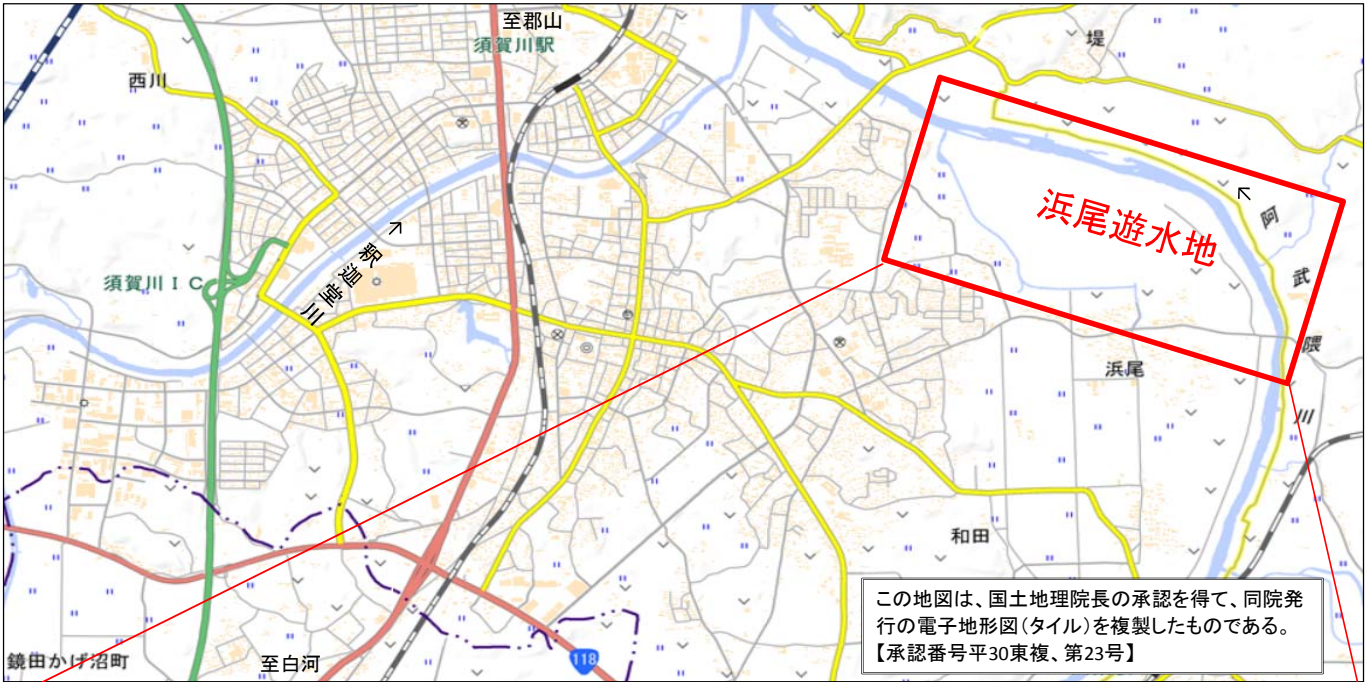 至郡山
須賀川駅
堤
西川
浜尾遊水地
阿武隈川
釈迦堂川
須賀川IC
浜尾
和田
この地図は、国土地理院長の承認を得て、同院発
行の電子地形図(タイル)を複製したものである。
【承認番号平30東複、第23号】
鏡田かげ沼町
至白河
118